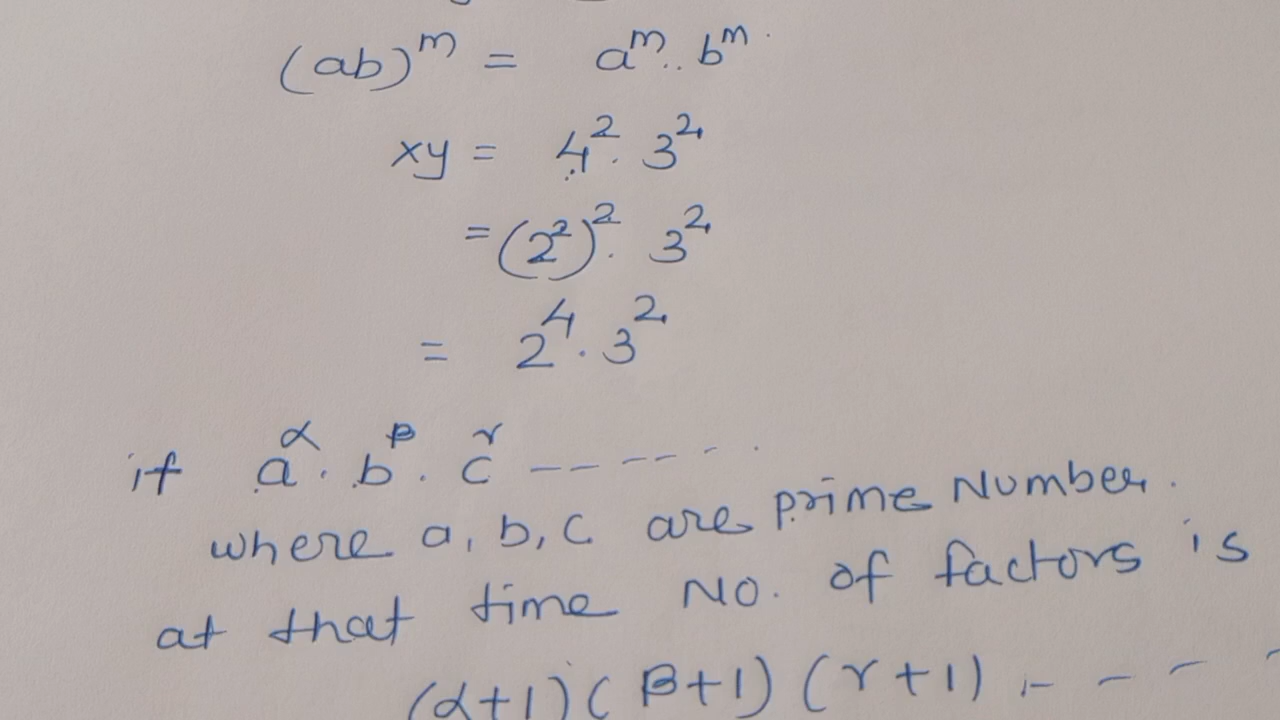 (ab)^m = a^m..b^m
xy = 4^2. 3^2
=(2^2)^2. 3^2
= 2^4. 3^2
if a^α. b^β. c^γ -------
where a, b, c are prime Number.
at that time No. of factors is
(α+1)(β+1)(γ+1) ----